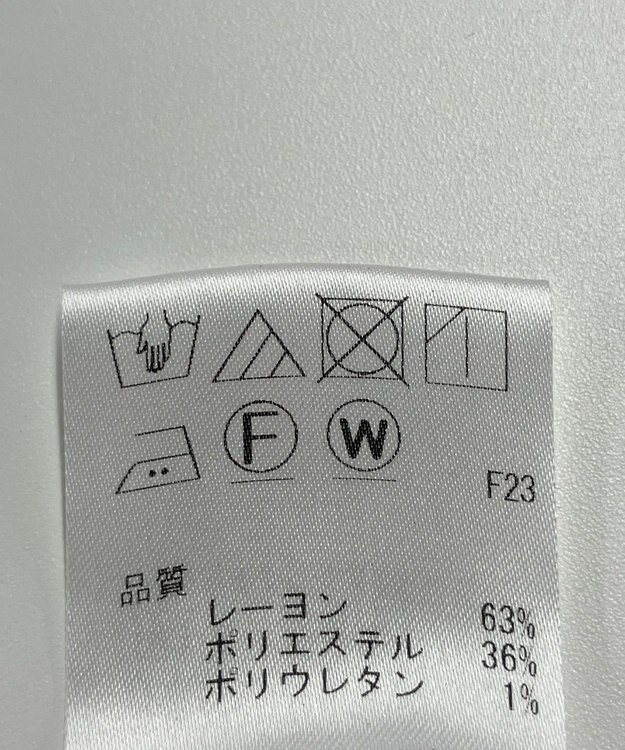 F W
F23
品質
レーヨン 63%
ポリエステル 36%
ポリウレタン 1%